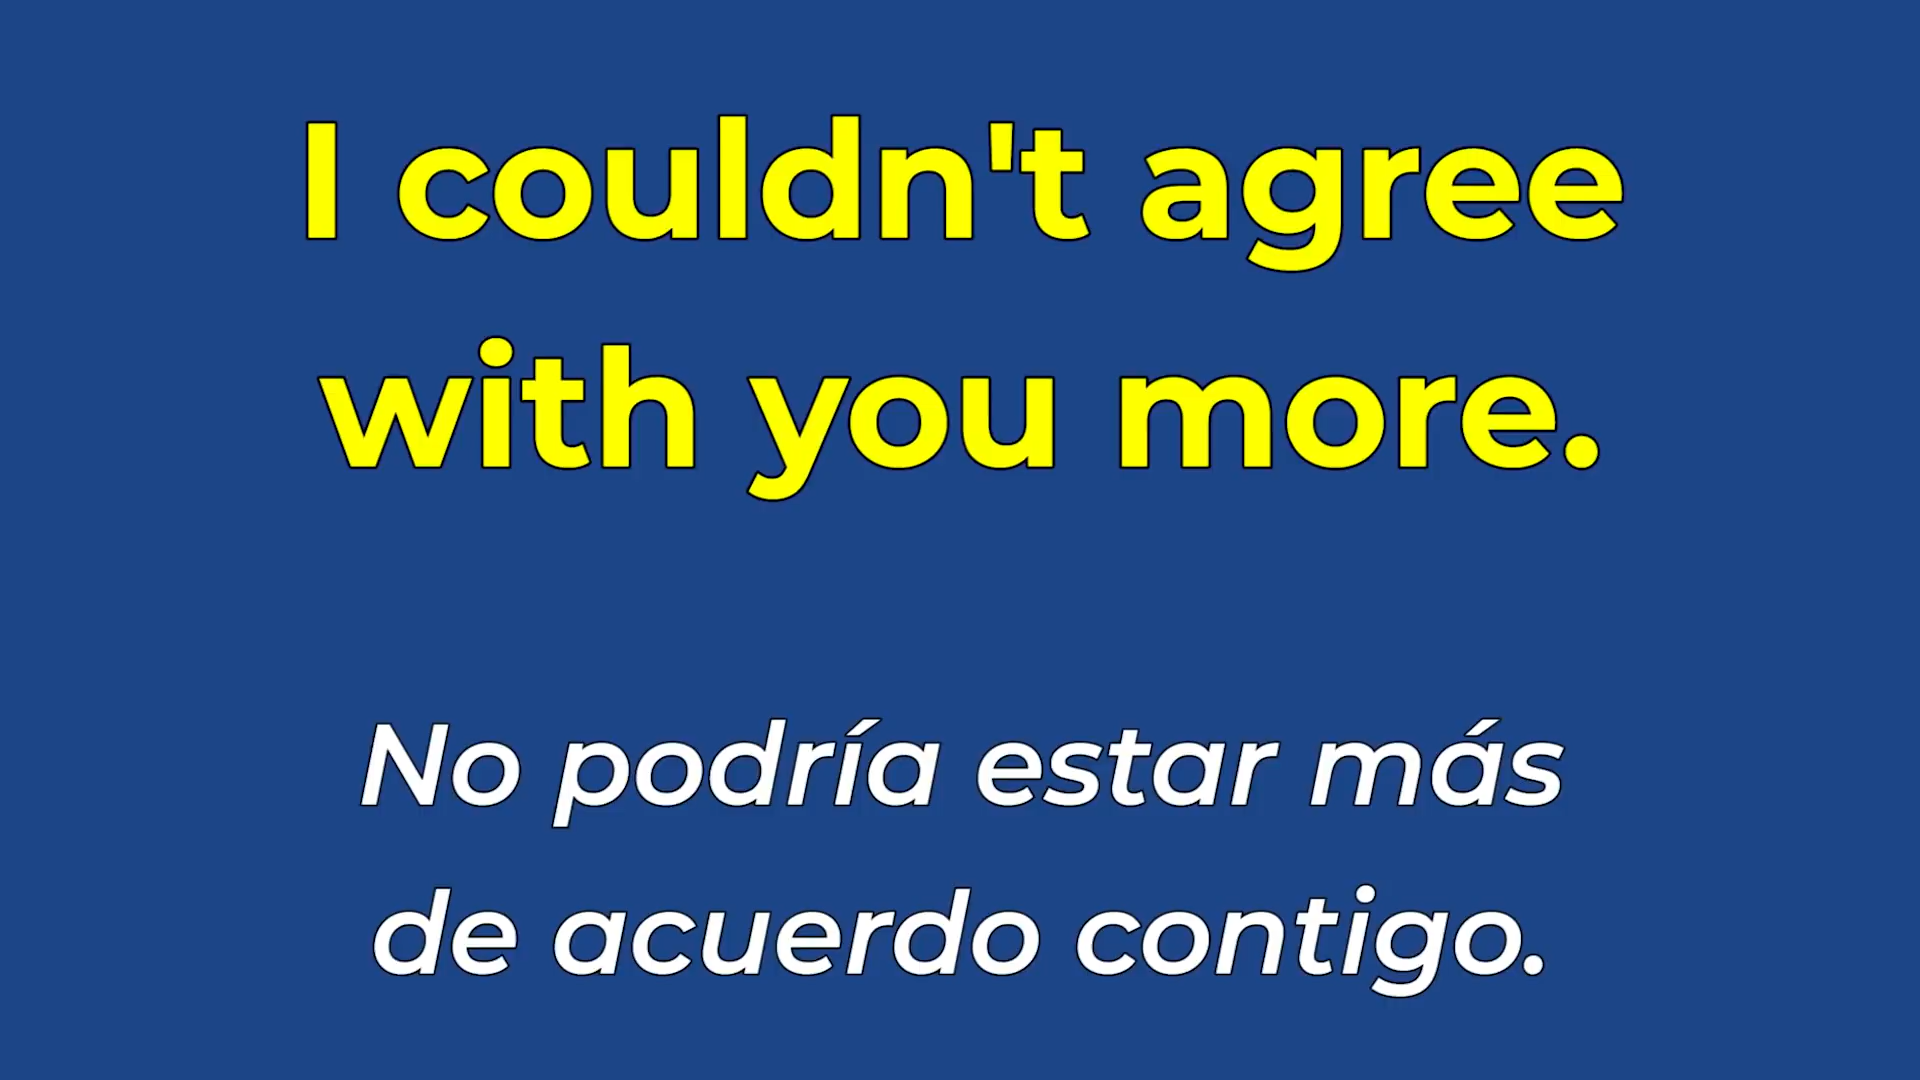 I couldn't agree
with you more.
No podría estar más
de acuerdo contigo.